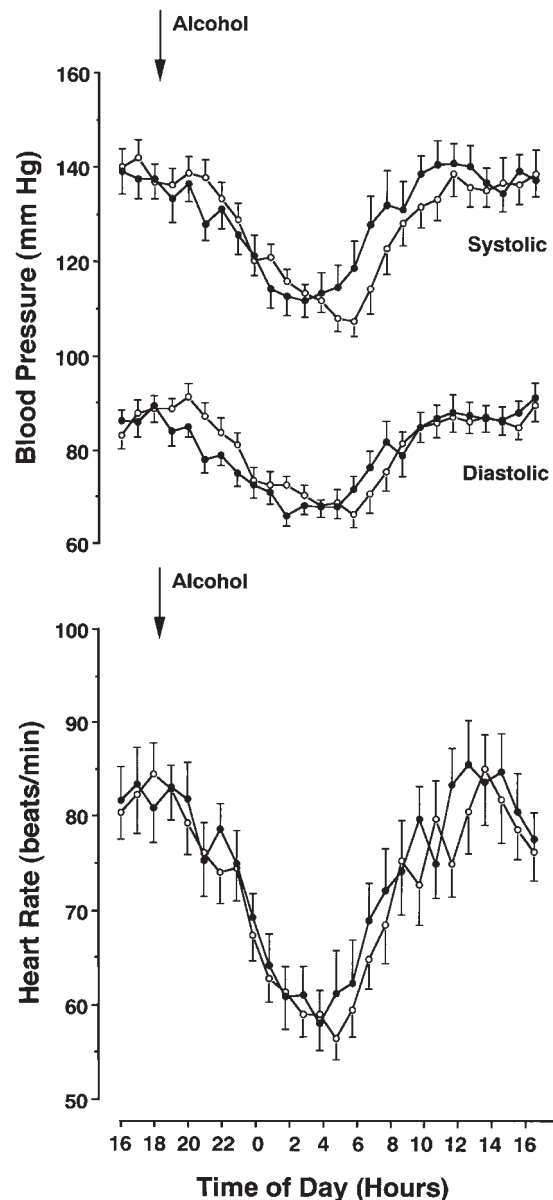 Alcohol
160
140
120
100
80
60
Blood Pressure (mm Hg)
Systolic
Diastolic
Alcohol
100
90
80
70
60
50
Heart Rate (beats/min)
16 18 20 22 0 2 4 6 8 10 12 14 16
Time of Day (Hours)